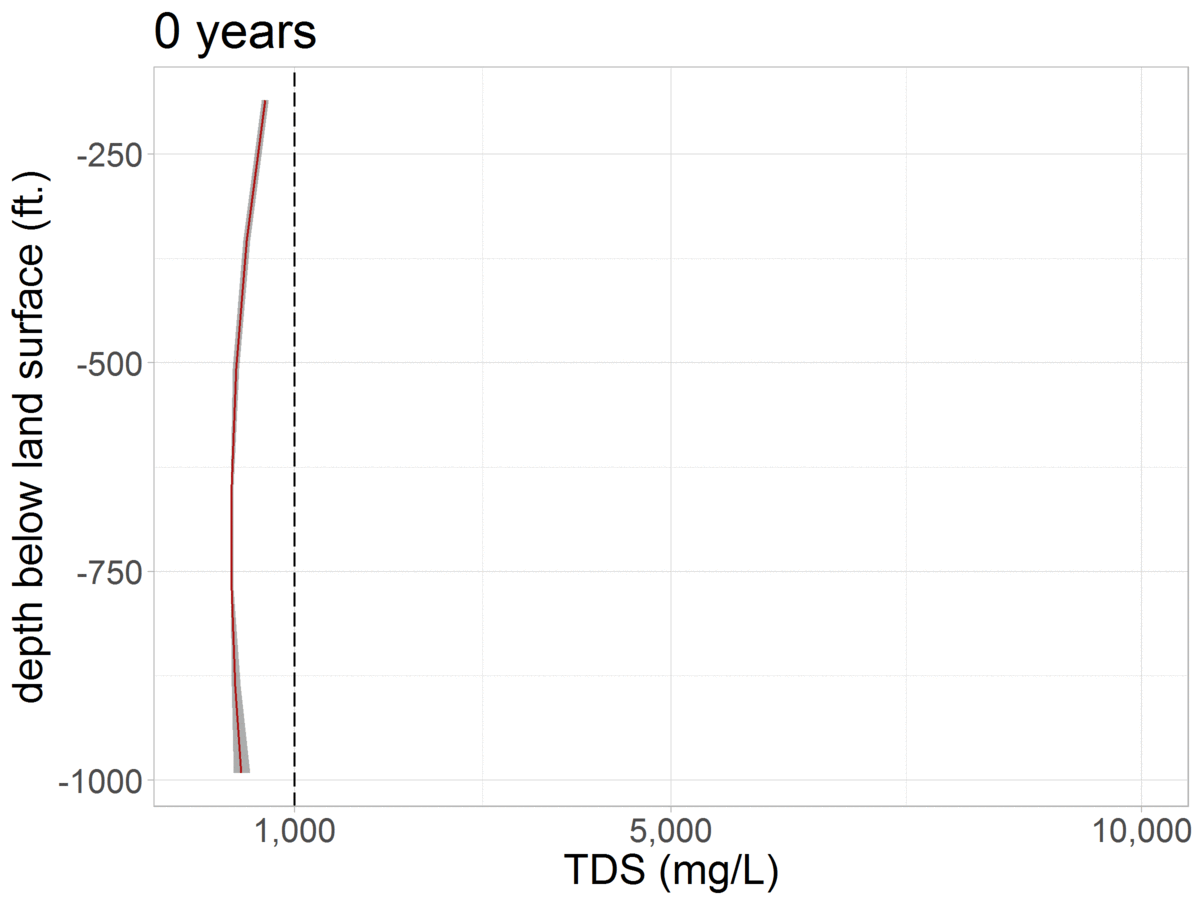 0 years
depth below land surface (ft.)
-250
-500
-750
-1000
1,000
5,000
10,000
TDS (mg/L)